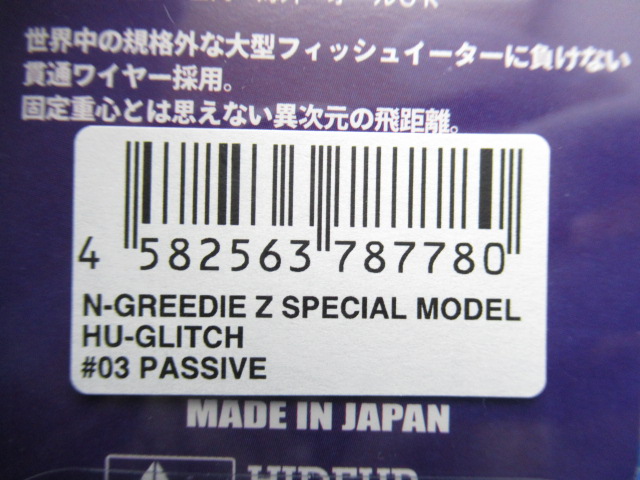 世界中の規格外な大型フィッシュイーターに負けない
貫通ワイヤー採用。
固定重心とは思えない異次元の飛距離。
4 582563 787780
N-GREEDIE Z SPECIAL MODEL
HU-GLITCH
#03 PASSIVE
MADE IN JAPAN
HIDEUP